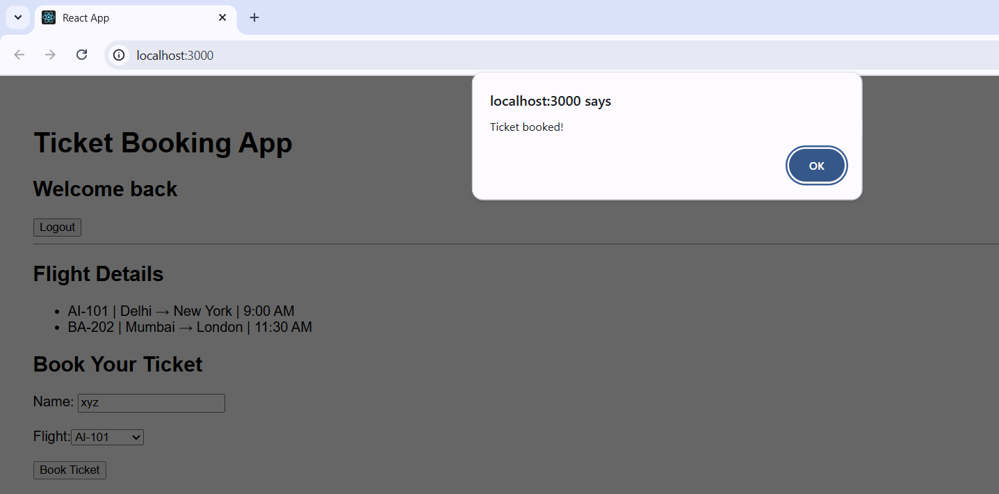 React App
localhost:3000
localhost:3000 says
Ticket booked!
OK
Ticket Booking App
Welcome back
Logout
Flight Details
AI-101 | Delhi → New York | 9:00 AM
BA-202 | Mumbai → London | 11:30 AM
Book Your Ticket
Name: xyz
Flight: AI-101
Book Ticket